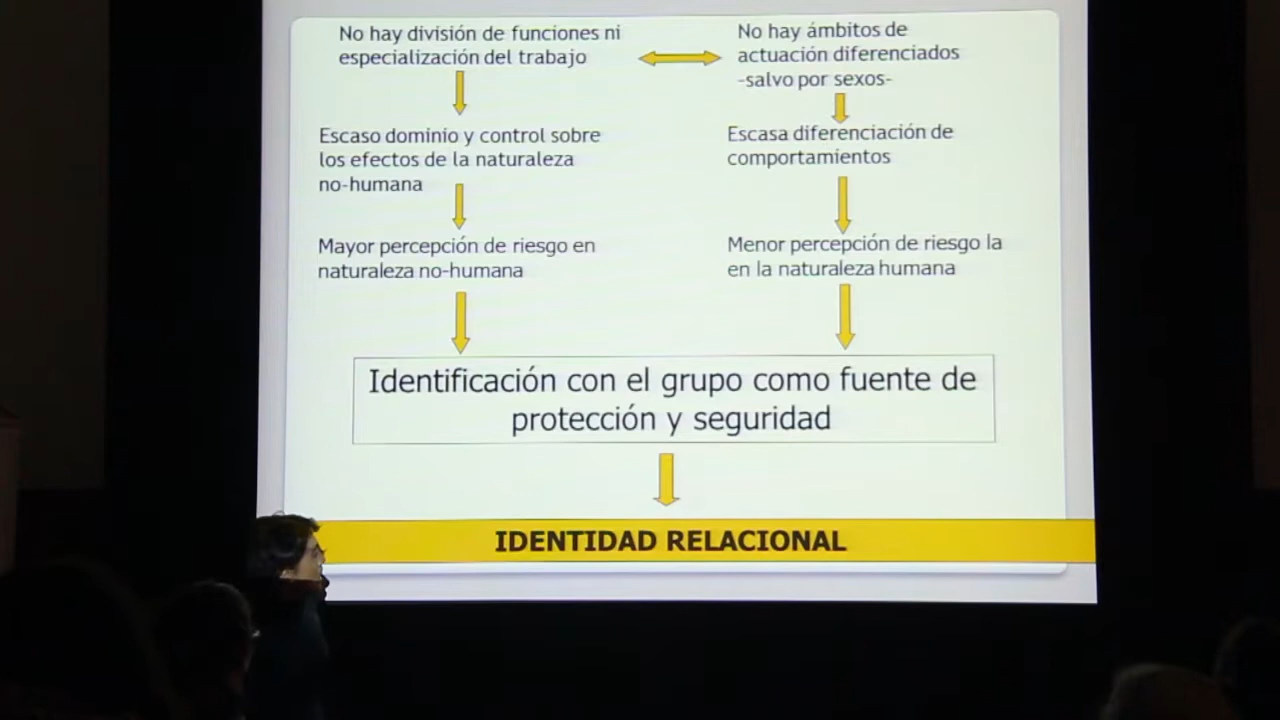 No hay división de funciones ni
especialización del trabajo
No hay ámbitos de
actuación diferenciados
-salvo por sexos-
Escaso dominio y control sobre
los efectos de la naturaleza
no-humana
Escasa diferenciación de
comportamientos
Mayor percepción de riesgo en
naturaleza no-humana
Menor percepción de riesgo la
en la naturaleza humana
Identificación con el grupo como fuente de
protección y seguridad
IDENTIDAD RELACIONAL